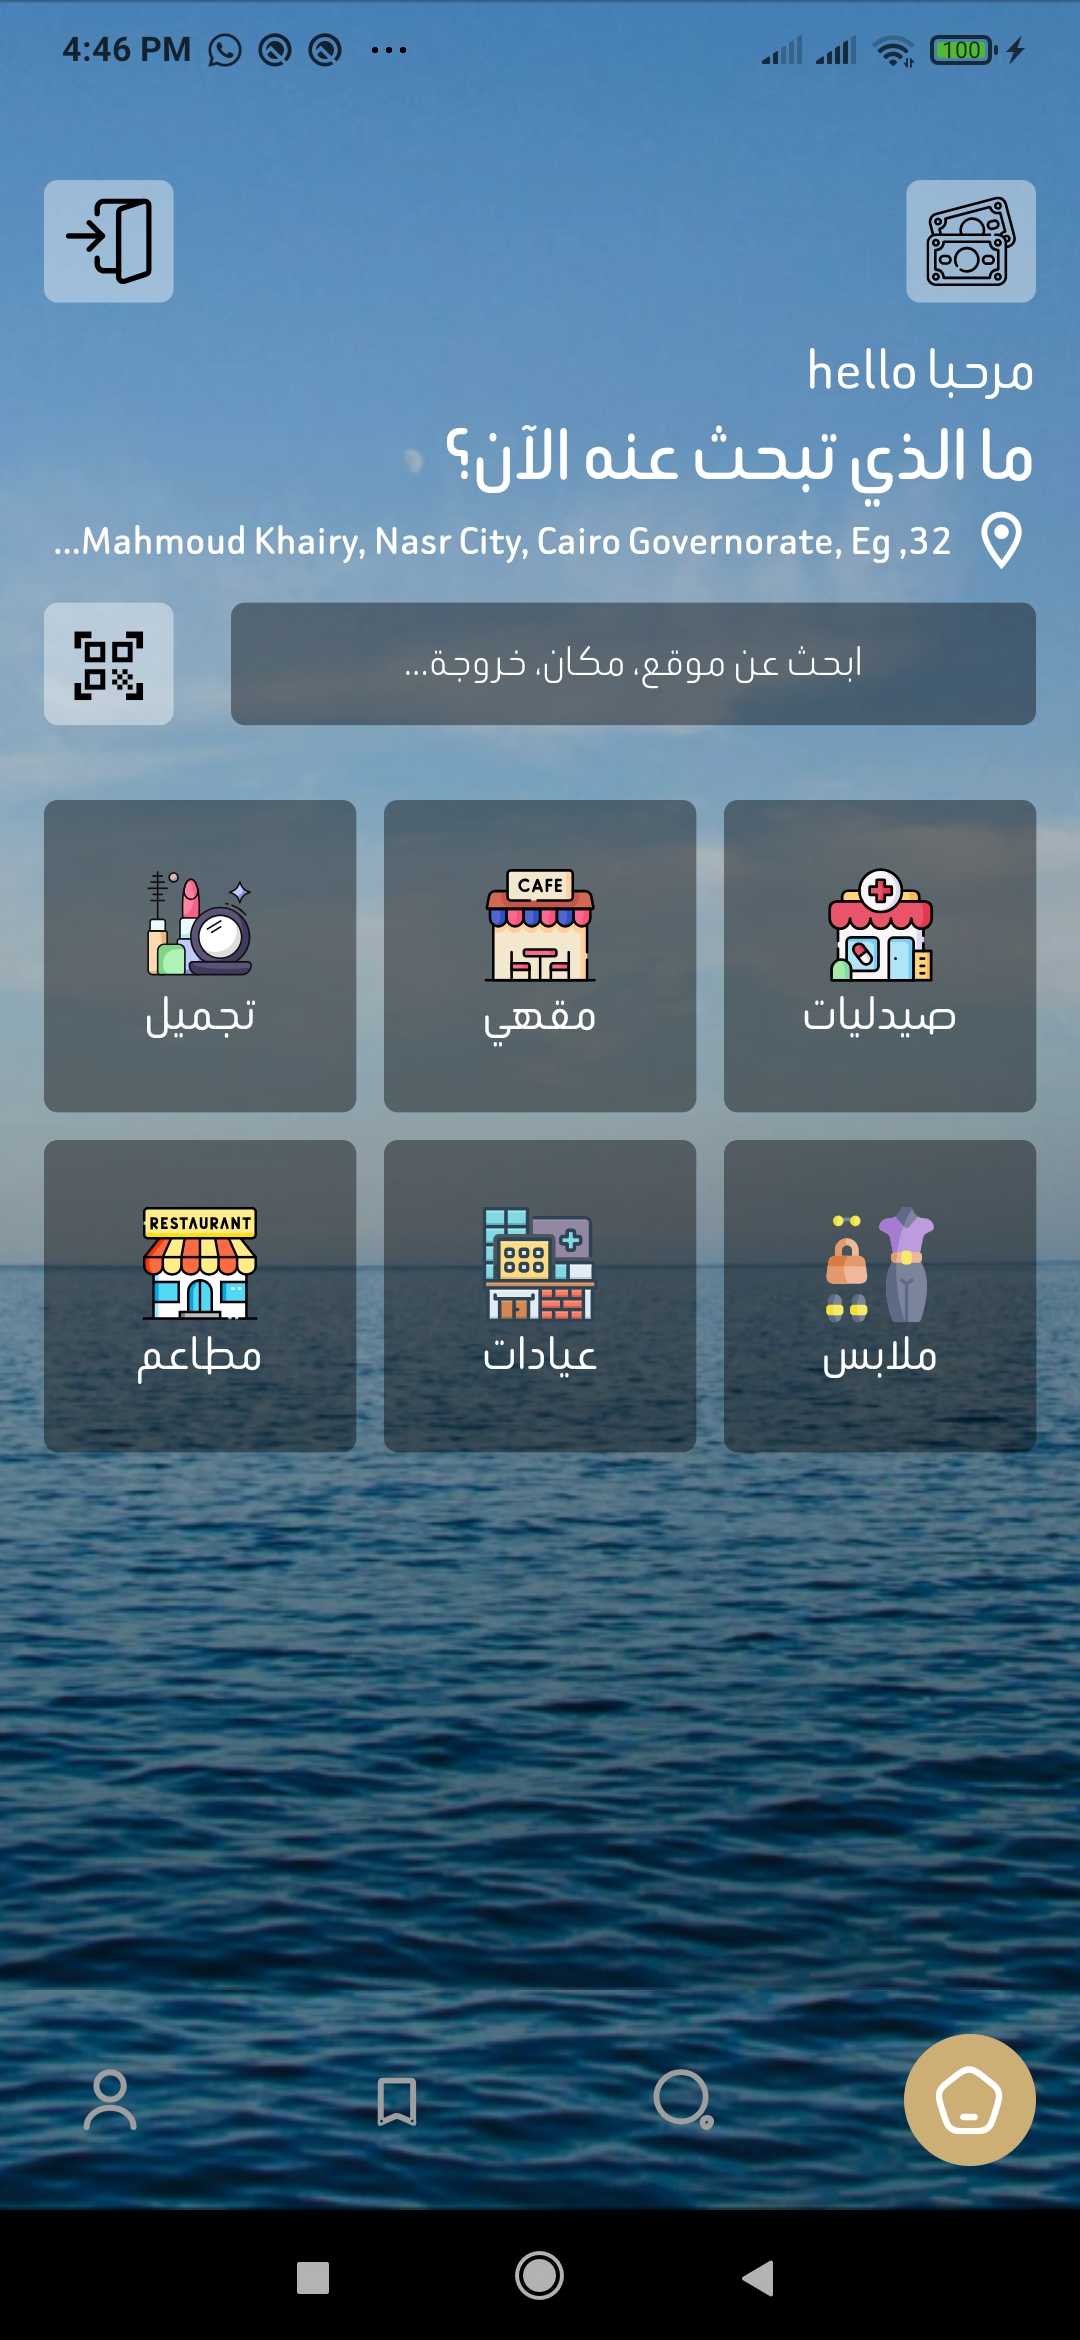 4:46 PM
100
مرحبا hello
ما الذي تبحث عنه الآن؟
32, Mahmoud Khairy, Nasr City, Cairo Governorate, Eg...
ابحث عن موقع، مكان، خروجة...
CAFE
صيدليات
مقهي
تجميل
RESTAURANT
ملابس
عيادات
مطاعم